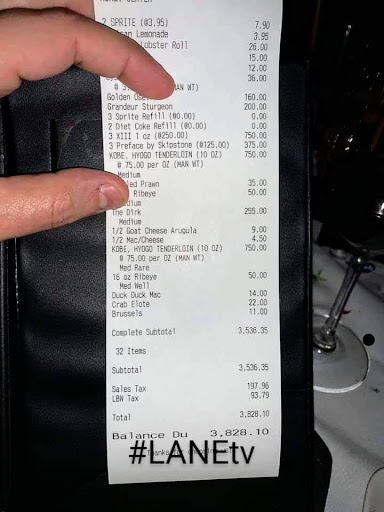 2 SPRITE (@3.95) 7.90
Lemonade 3.95
Lobster Roll 26.00
15.00
12.00
36.00
(MAN WT)
Golden 160.00
Grandeur Sturgeon 200.00
3 Sprite Refill (@0.00) 0.00
2 Diet Coke Refill (@0.00) 0.00
3 XIII 1 oz (@250.00) 750.00
3 Preface by Skipstone (@125.00) 375.00
KOBE, HYOGO TENDERLOIN (10 OZ) 750.00
@ 75.00 per OZ (MAN WT)
Medium
Prawn 35.00
Ribeye 50.00
The Dirk 255.00
Medium
1/2 Goat Cheese Arugula 9.00
1/2 Mac/Cheese 4.50
KOBE, HYOGO TENDERLOIN (10 OZ) 750.00
@ 75.00 per OZ (MAN WT)
Med Rare
16 oz Ribeye 50.00
Med Well
Duck Duck Mac 14.00
Crab Elote 22.00
Brussels 11.00
Complete Subtotal 3,536.35
32 Items
Subtotal 3,536.35
Sales Tax 197.96
LBW Tax 93.79
Total 3,828.10
Balance Du 3,828.10
#LANEtv